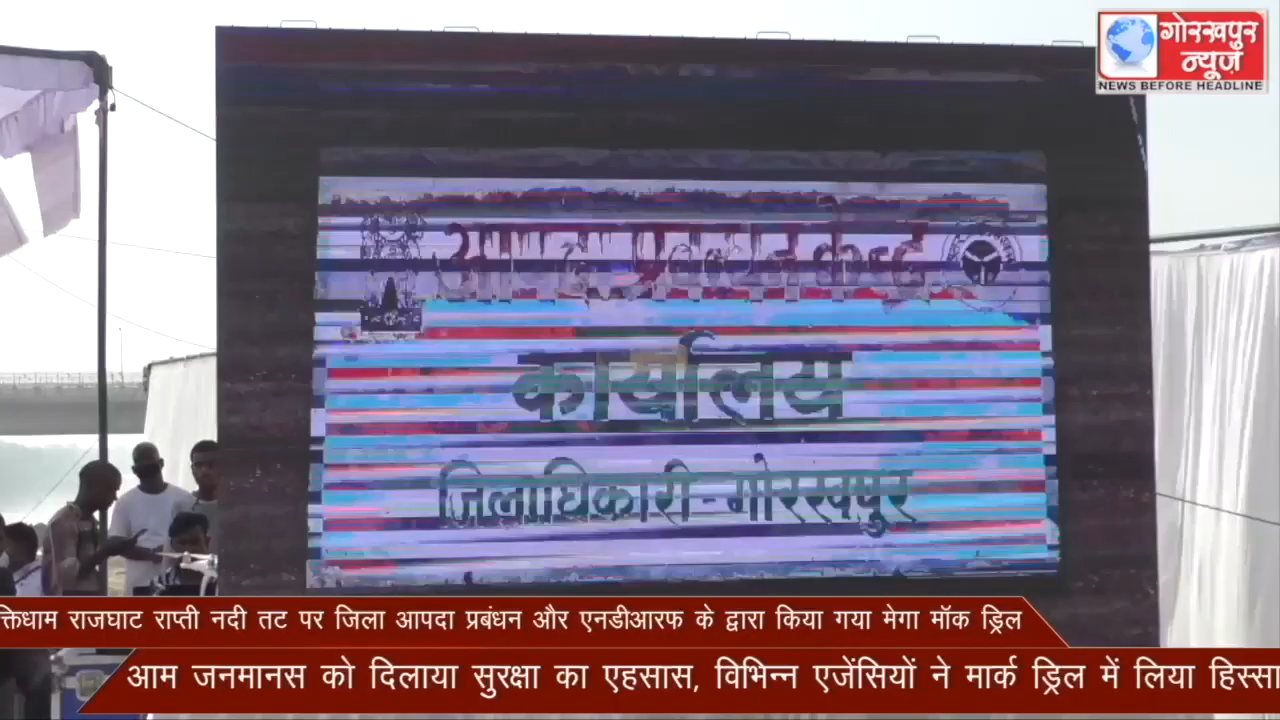 गोरखपुर
न्यूज़
NEWS BEFORE HEADLINE
कार्यालय
जिलाधिकारी-गोरखपुर
क्तिधाम राजघाट राप्ती नदी तट पर जिला आपदा प्रबंधन और एनडीआरफ के द्वारा किया गया मेगा मॉक ड्रिल
आम जनमानस को दिलाया सुरक्षा का एहसास, विभिन्न एजेंसियों ने मार्क ड्रिल में लिया हिस्सा